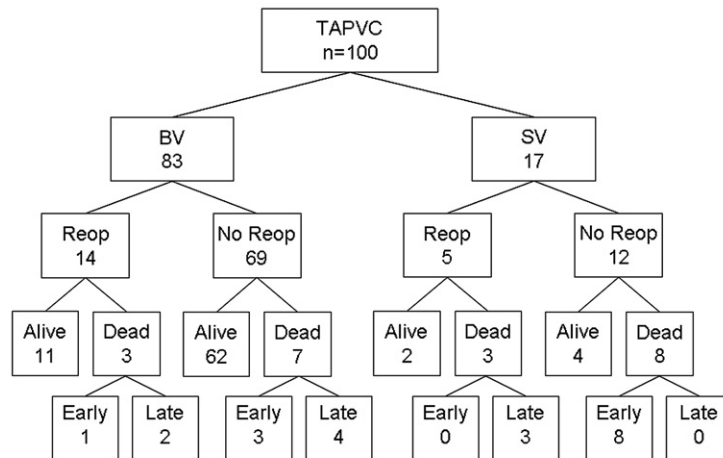 TAPVC
n=100
BV
83
SV
17
Reop
14
No Reop
69
Reop
5
No Reop
12
Alive
11
Dead
3
Alive
62
Dead
7
Alive
2
Dead
3
Alive
4
Dead
8
Early
1
Late
2
Early
3
Late
4
Early
0
Late
3
Early
8
Late
0